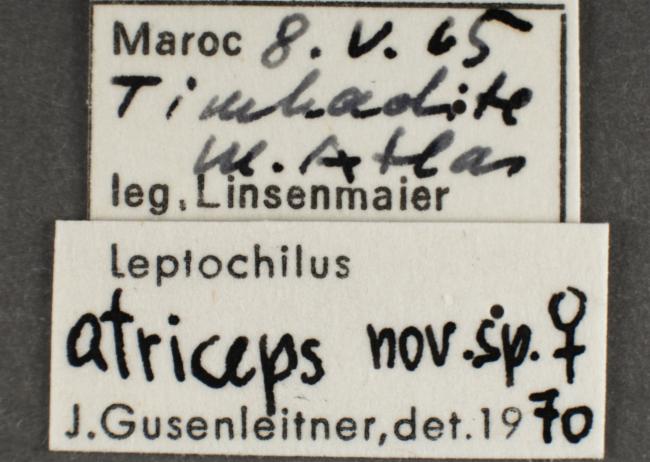 Maroc 8.V.65
Timhadite
M. Atlas
leg. Linsenmaier
Leptochilus
atriceps nov.sp. ♀
J.Gusenleitner,det.1970